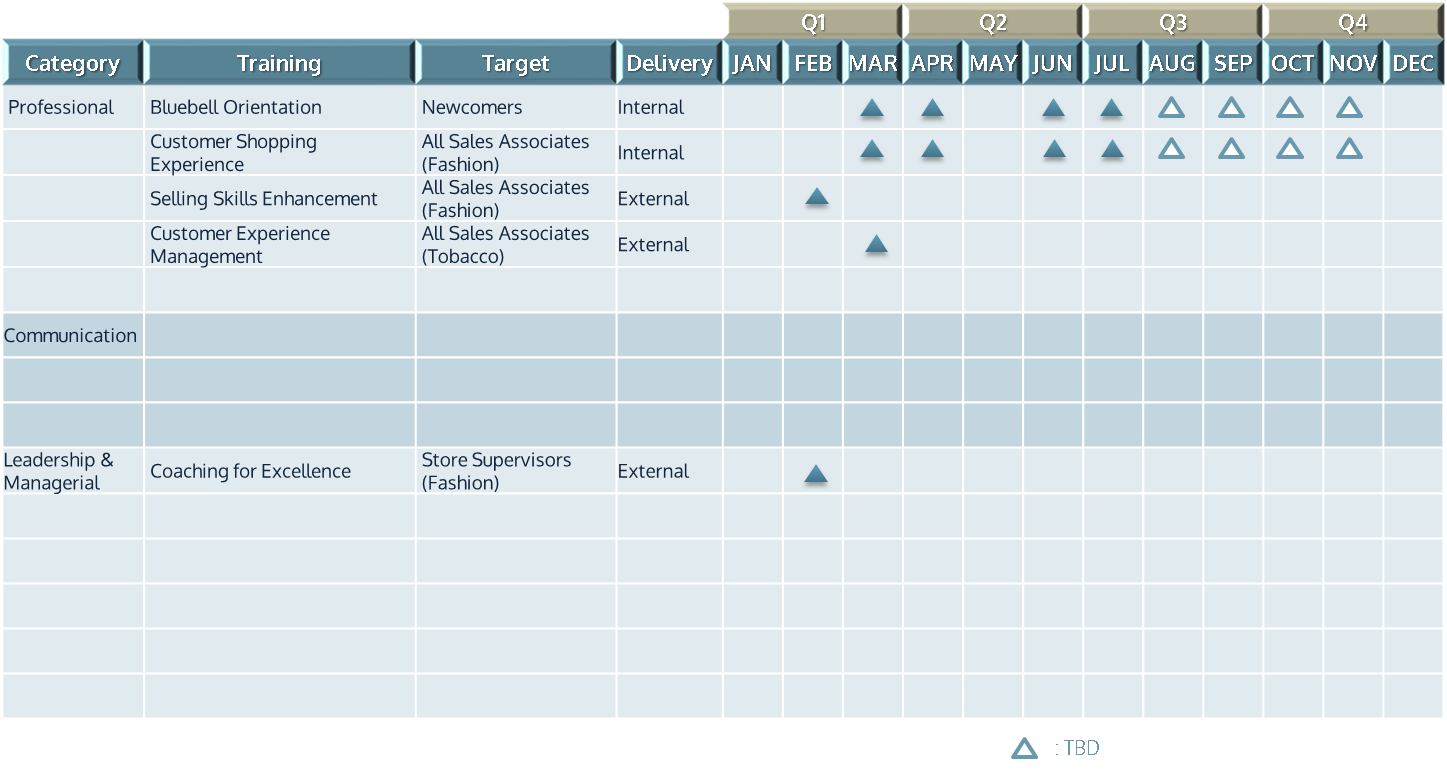 Q1 Q2 Q3 Q4
Category Training Target Delivery JAN FEB MAR APR MAY JUN JUL AUG SEP OCT NOV DEC
Professional Bluebell Orientation Newcomers Internal
Customer Shopping
Experience
All Sales Associates
(Fashion)
Internal
Selling Skills Enhancement
All Sales Associates
(Fashion)
External
Customer Experience
Management
All Sales Associates
(Tobacco)
External
Communication
Leadership &
Managerial
Coaching for Excellence
Store Supervisors
(Fashion)
External
: TBD